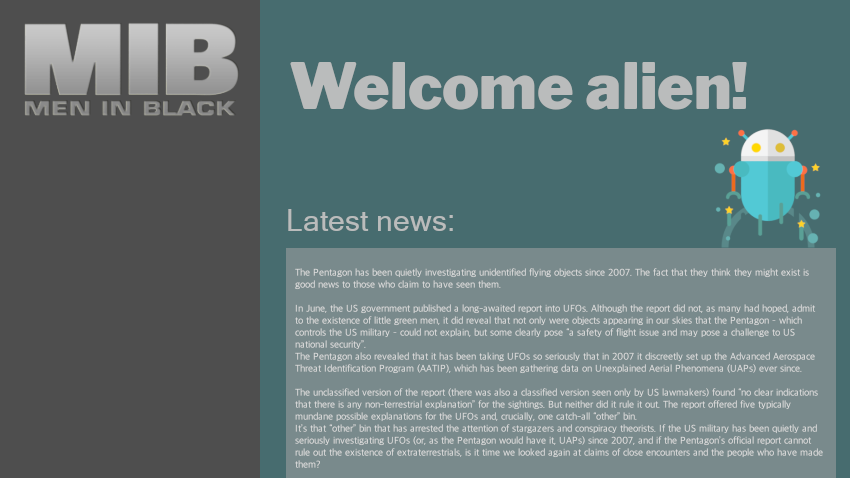 MIB
MEN IN BLACK
Welcome alien!
Latest news:
The Pentagon has been quietly investigating unidentified flying objects since 2007. The fact that they think they might exist is
good news to those who claim to have seen them.
In June, the US government published a long-awaited report into UFOs. Although the report did not, as many had hoped, admit
to the existence of little green men, it did reveal that not only were objects appearing in our skies that the Pentagon - which
controls the US military - could not explain, but some clearly pose "a safety of flight issue and may pose a challenge to US
national security".
The Pentagon also revealed that it has been taking UFOs so seriously that in 2007 it discreetly set up the Advanced Aerospace
Threat Identification Program (AATIP), which has been gathering data on Unexplained Aerial Phenomena (UAPs) ever since.
The unclassified version of the report (there was also a classified version seen only by US lawmakers) found "no clear indications
that there is any non-terrestrial explanation" for the sightings. But neither did it rule it out. The report offered five typically
mundane possible explanations for the UFOs and, crucially, one catch-all "other" bin.
It's that "other" bin that has arrested the attention of stargazers and conspiracy theorists. If the US military has been quietly and
seriously investigating UFOs (or, as the Pentagon would have it, UAPs) since 2007, and if the Pentagon's official report cannot
rule out the existence of extraterrestrials, is it time we looked again at claims of close encounters and the people who have made
them?